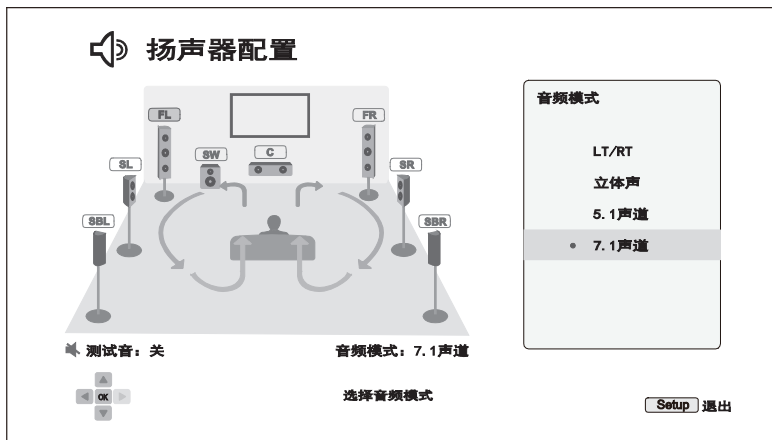 扬声器配置
FL
FR
SW
C
SL
SR
SBL
SBR
测试音：关
音频模式：7.1声道
OK
选择音频模式
音频模式
LT/RT
立体声
5.1声道
7.1声道
Setup 退出